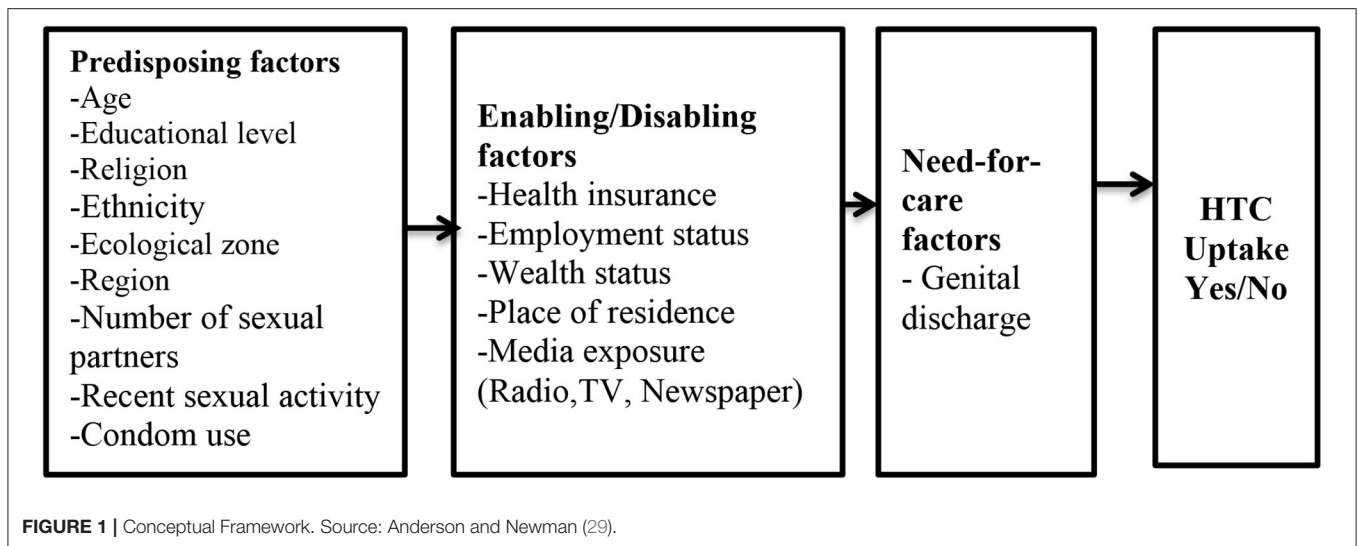 Predisposing factors
-Age
-Educational level
-Religion
-Ethnicity
-Ecological zone
-Region
-Number of sexual
partners
-Recent sexual activity
-Condom use
Enabling/Disabling
factors
-Health insurance
-Employment status
-Wealth status
-Place of residence
-Media exposure
(Radio,TV, Newspaper)
Need-for-
care
factors
- Genital
discharge
HTC
Uptake
Yes/No
FIGURE 1 | Conceptual Framework. Source: Anderson and Newman (29).